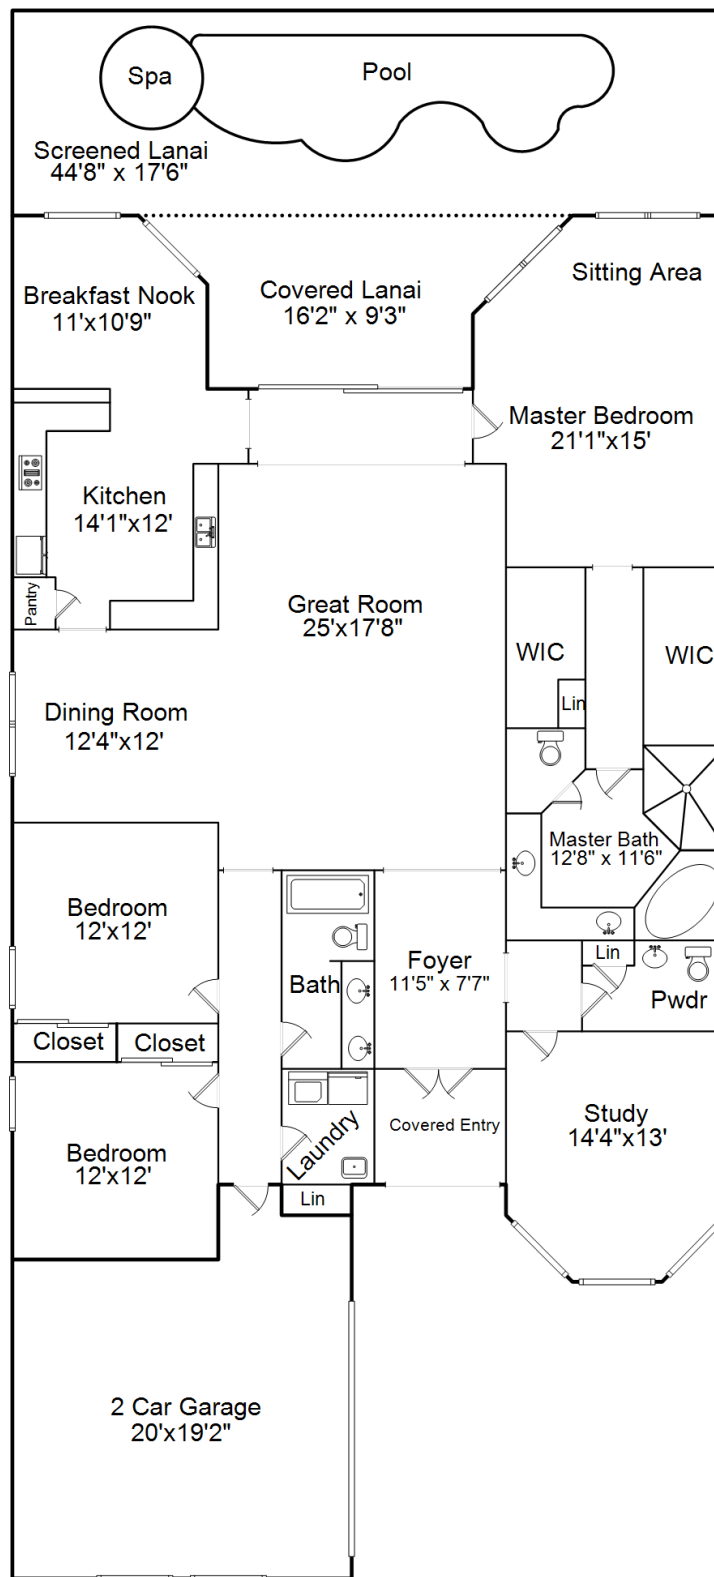 Spa
Pool
Screened Lanai
44'8" x 17'6"
Sitting Area
Breakfast Nook
11'x10'9"
Covered Lanai
16'2" x 9'3"
Master Bedroom
21'1"x15'
Kitchen
14'1"x12'
Pantry
Great Room
25'x17'8"
WIC
WIC
Lin
Dining Room
12'4"x12'
Master Bath
12'8" x 11'6"
Bedroom
12'x12'
Bath
Foyer
11'5" x 7'7"
Lin
Pwdr
Closet
Closet
Bedroom
12'x12'
Laundry
Covered Entry
Study
14'4"x13'
Lin
2 Car Garage
20'x19'2"